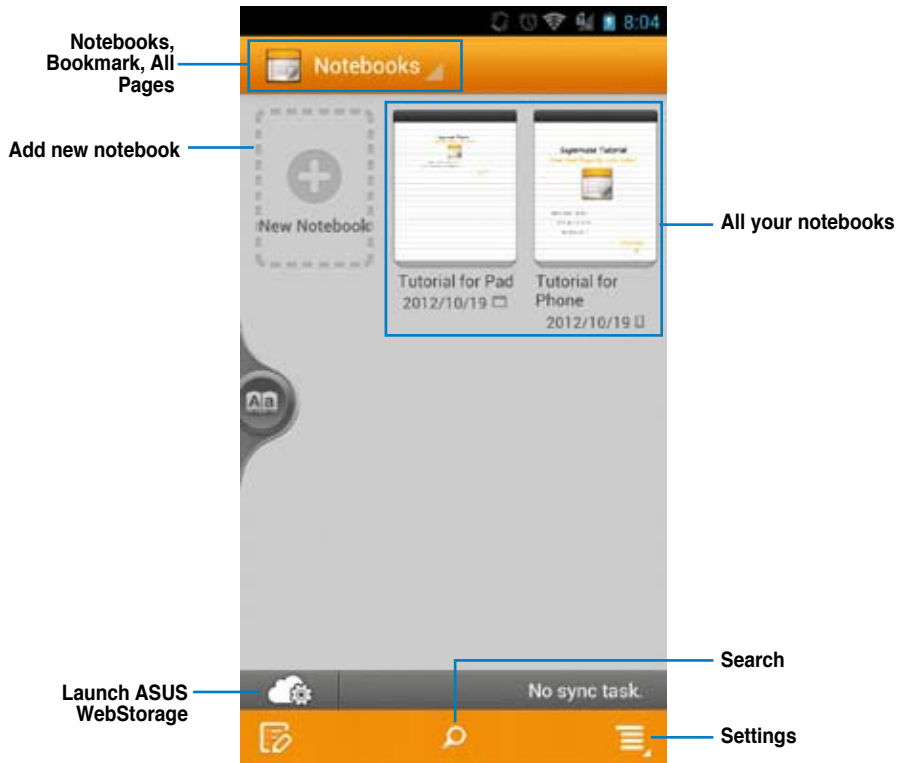 8:04
Notebooks,
Bookmark, All
Pages
Notebooks
Add new notebook
New Notebook
Supernote Tutorial
All your notebooks
Tutorial for Pad
2012/10/19
Tutorial for
Phone
2012/10/19
Aa
Search
Launch ASUS
WebStorage
No sync task.
Settings